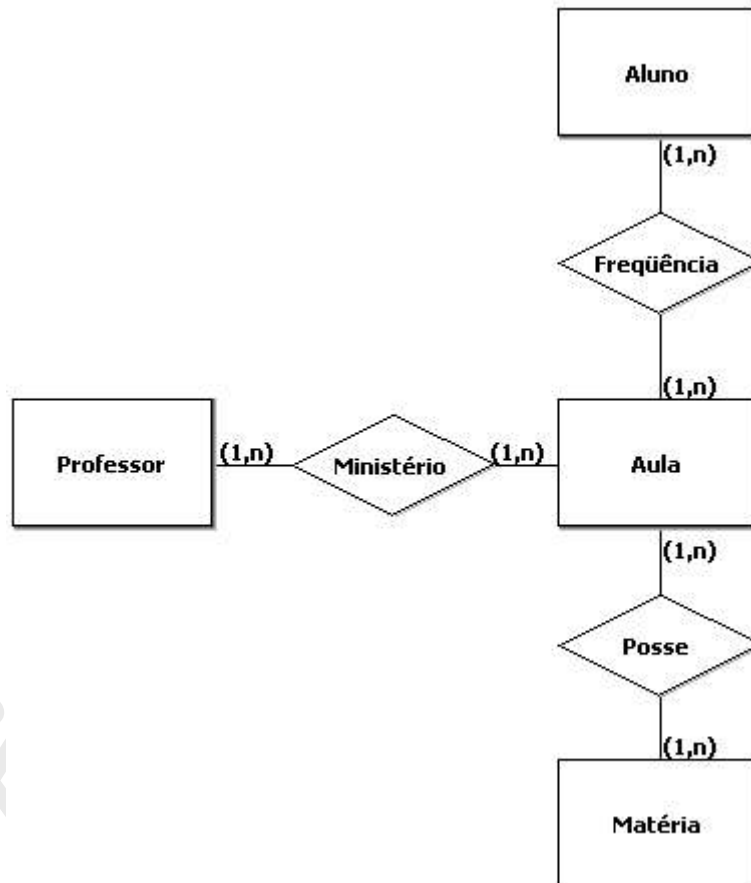 Aluno
(1,n)
Freqüência
(1,n)
Professor
(1,n)
Ministério
(1,n)
Aula
(1,n)
Posse
(1,n)
Matéria